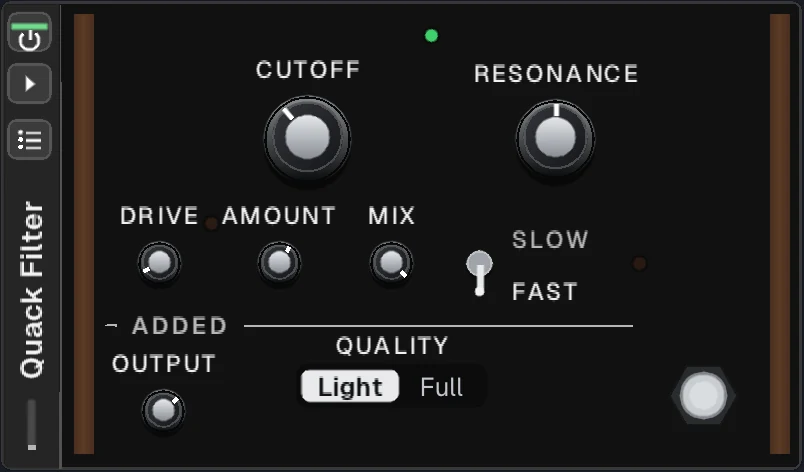 CUTOFF
RESONANCE
DRIVE AMOUNT MIX
SLOW
FAST
ADDED
OUTPUT
QUALITY
Light Full
Quack Filter